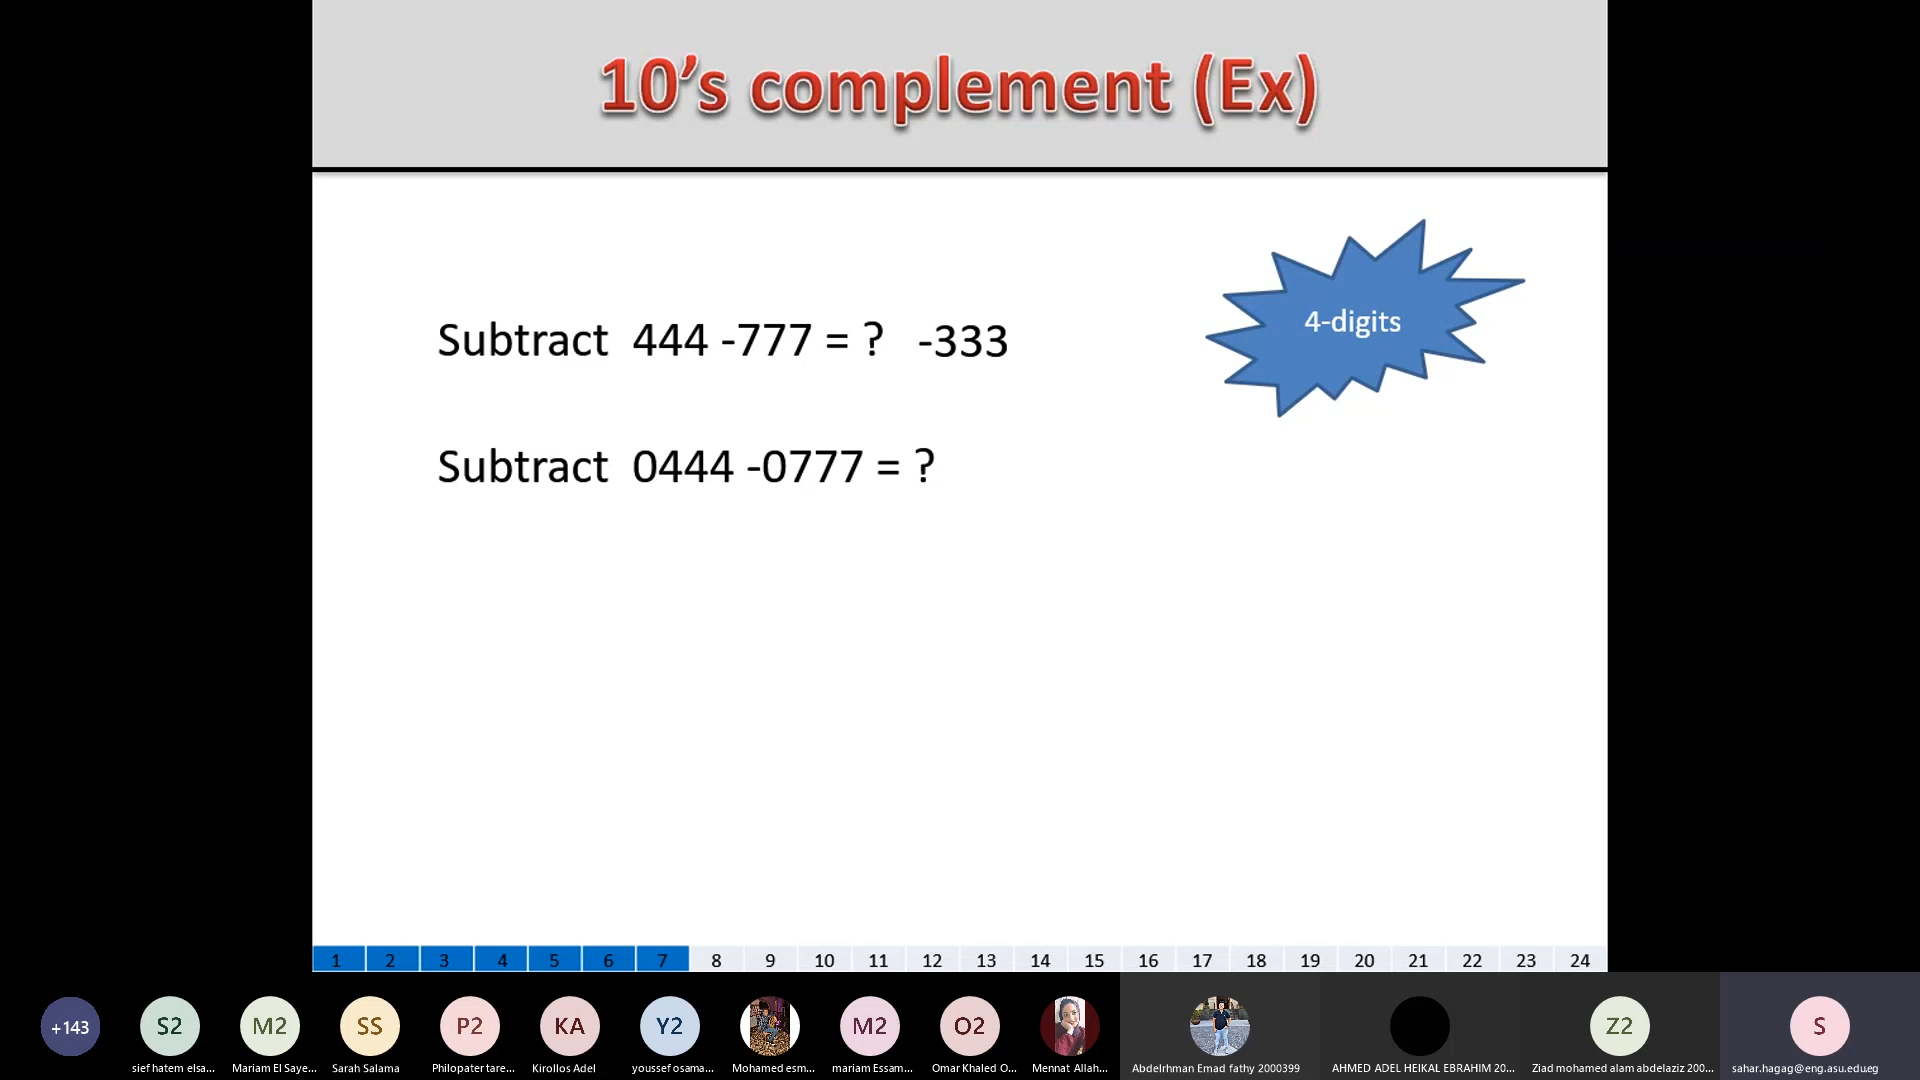 10’s complement (Ex)
4-digits
Subtract 444 -777 = ? -333
Subtract 0444 -0777 = ?
1 2 3 4 5 6 7 8 9 10 11 12 13 14 15 16 17 18 19 20 21 22 23 24
+143 S2 M2 SS P2 KA Y2 M2 O2 Z2 S
sief hatem elsa... Mariam El Saye... Sarah Salama Philopater tare... Kirollos Adel youssef osama... Mohamed esm... mariam Essam... Omar Khaled O... Mennat Allah... Abdelrhman Emad fathy 2000399 AHMED ADEL HEIKAL EBRAHIM 20... Ziad mohamed alam abdelaziz 200... sahar.hagag@eng.asu.edu.eg